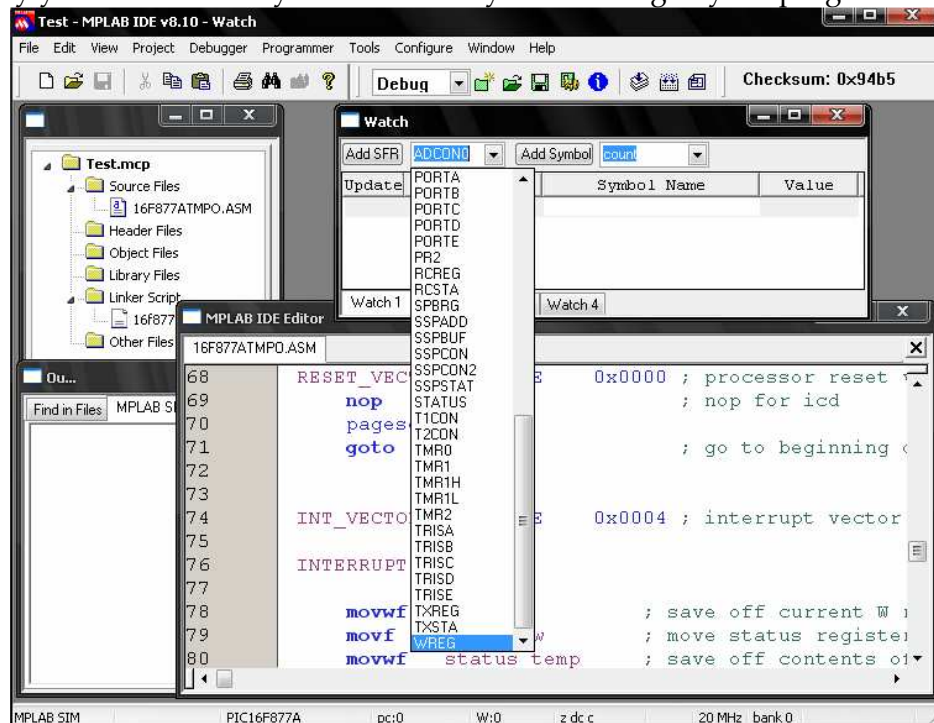 Test - MPLAB IDE v8.10 - Watch
File Edit View Project Debugger Programmer Tools Configure Window Help
Debug
Checksum: 0x94b5
Test.mcp
Source Files
16F877ATMPO.ASM
Header Files
Object Files
Library Files
Linker Script
16f877
Other Files
Watch
Add SFR ADCON0 Add Symbol count
Update Symbol Name Value
Watch 1 Watch 4
PORTA
PORTB
PORTC
PORTD
PORTE
PR2
RCREG
RCSTA
SPBRG
SSPADD
SSPBUF
SSPCON
SSPCON2
SSPSTAT
STATUS
T1CON
T2CON
TMR0
TMR1
TMR1H
TMR1L
TMR2
TRISA
TRISB
TRISC
TRISD
TRISE
TXREG
TXSTA
WREG
Ou...
Find in Files MPLAB SI
MPLAB IDE Editor
16F877ATMPO.ASM
68 RESET_VEC E 0x0000 ; processor reset
69 nop ; nop for icd
70 pages
71 goto ; go to beginning
72
73
74 INT_VECTO E 0x0004 ; interrupt vector
75
76 INTERRUPT
77
78 movwf ; save off current W
79 movf w ; move status register
80 movwf status temp ; save off contents of
MPLAB SIM PIC16F877A pc:0 W:0 z dc c 20 MHz bank 0